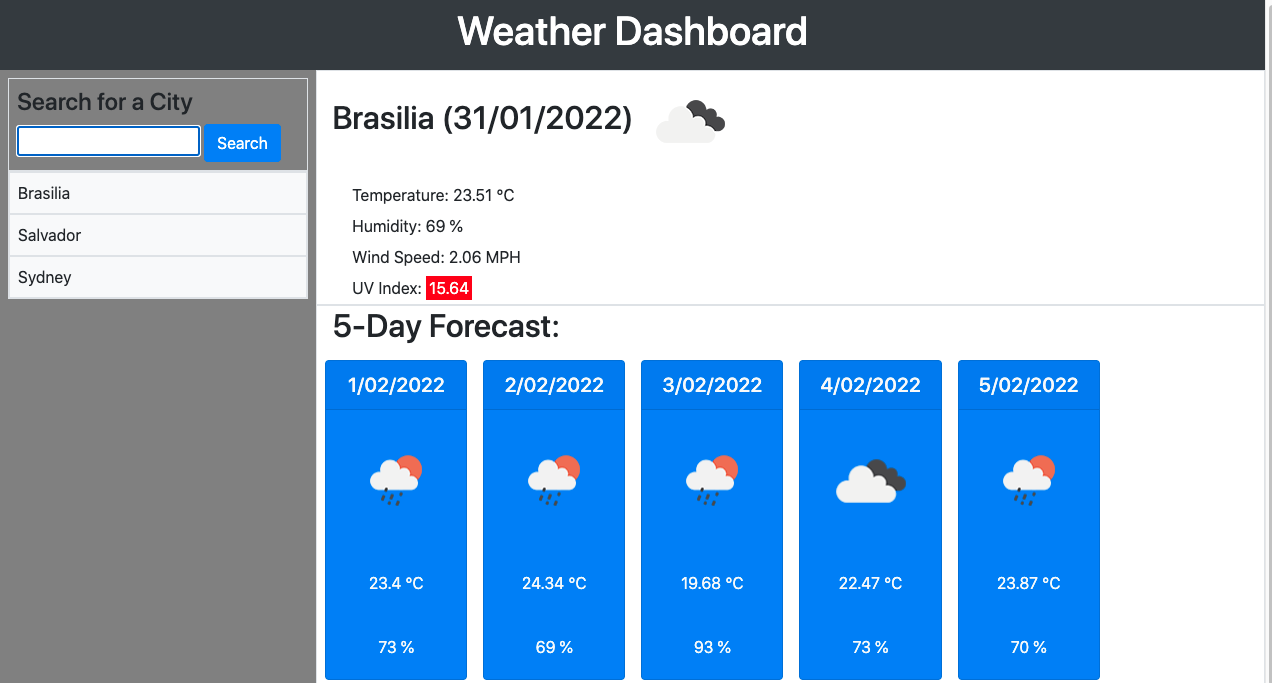 Weather Dashboard
Search for a City
Search
Brasilia
Salvador
Sydney
Brasilia (31/01/2022)
Temperature: 23.51 °C
Humidity: 69 %
Wind Speed: 2.06 MPH
UV Index: 15.64
5-Day Forecast:
1/02/2022 2/02/2022 3/02/2022 4/02/2022 5/02/2022
23.4 °C 24.34 °C 19.68 °C 22.47 °C 23.87 °C
73 % 69 % 93 % 73 % 70 %